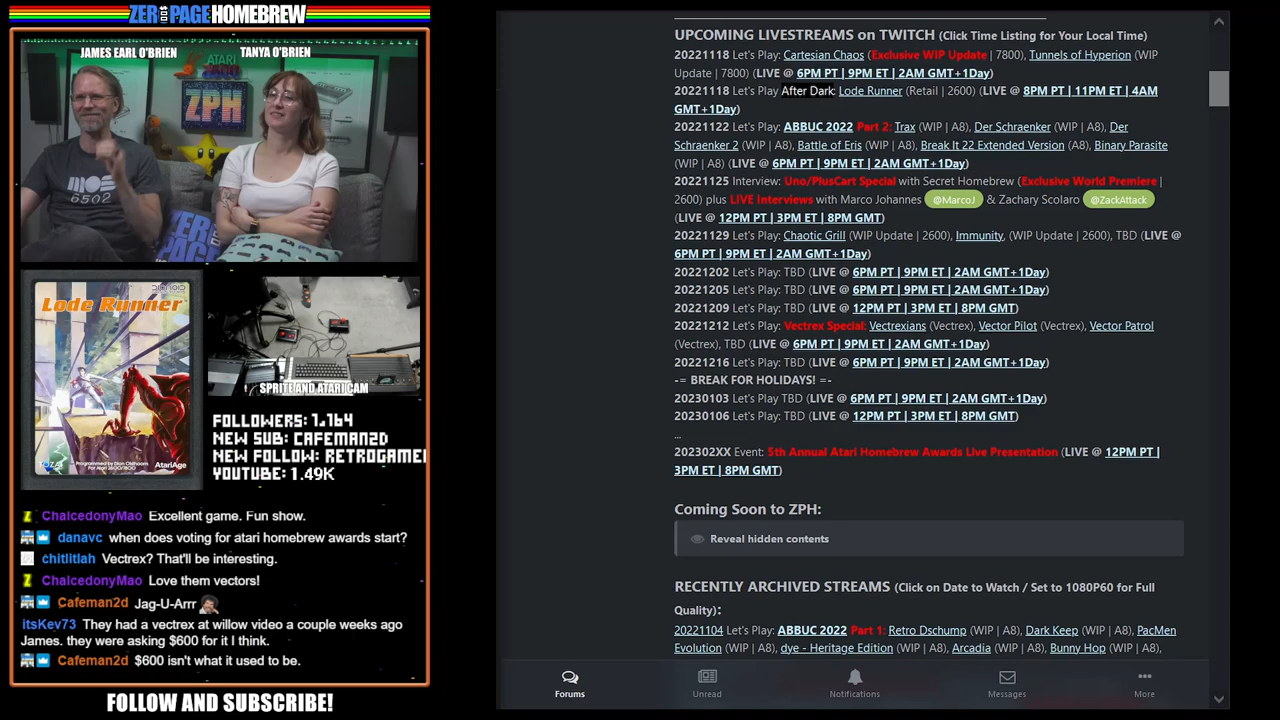 ZER PAGE HOMEBREW
JAMES EARL O'BRIEN
TANYA O'BRIEN
ATARI
ZPH
MOS
6502
Lode Runner
AtariAge
SPRITE AND ATARI CAM
FOLLOWERS: 1,164
NEW SUB: CAFEMAN2D
NEW FOLLOW: RETROGAME
YOUTUBE: 1.49K
ChalcedonyMao Excellent game. Fun show.
danavc when does voting for atari homebrew awards start?
chitlitlah Vectrex? That'll be interesting.
ChalcedonyMao Love them vectors!
Cafeman2d Jag-U-Arrr
itsKev73 They had a vectrex at willow video a couple weeks ago
James. they were asking $600 for it I think.
Cafeman2d $600 isn't what it used to be.
FOLLOW AND SUBSCRIBE!
UPCOMING LIVESTREAMS on TWITCH (Click Time Listing for Your Local Time)
20221118 Let's Play: Cartesian Chaos (Exclusive WIP Update | 7800), Tunnels of Hyperion (WIP
Update | 7800) (LIVE @ 6PM PT | 9PM ET | 2AM GMT+1Day)
20221118 Let's Play After Dark: Lode Runner (Retail | 2600) (LIVE @ 8PM PT | 11PM ET | 4AM
GMT+1Day)
20221122 Let's Play: ABBUC 2022 Part 2: Trax (WIP | A8), Der Schraenker (WIP | A8), Der
Schraenker 2 (WIP | A8), Battle of Eris (WIP | A8), Break It 22 Extended Version (A8), Binary Parasite
(WIP | A8) (LIVE @ 6PM PT | 9PM ET | 2AM GMT+1Day)
20221125 Interview: Uno/PlusCart Special with Secret Homebrew (Exclusive World Premiere |
2600) plus LIVE Interviews with Marco Johannes @MarcoJ & Zachary Scolaro @ZackAttack
(LIVE @ 12PM PT | 3PM ET | 8PM GMT)
20221129 Let's Play: Chaotic Grill (WIP Update | 2600), Immunity, (WIP Update | 2600), TBD (LIVE @
6PM PT | 9PM ET | 2AM GMT+1Day)
20221202 Let's Play: TBD (LIVE @ 6PM PT | 9PM ET | 2AM GMT+1Day)
20221205 Let's Play: TBD (LIVE @ 6PM PT | 9PM ET | 2AM GMT+1Day)
20221209 Let's Play: TBD (LIVE @ 12PM PT | 3PM ET | 8PM GMT)
20221212 Let's Play: Vectrex Special: Vectrexians (Vectrex), Vector Pilot (Vectrex), Vector Patrol
(Vectrex), TBD (LIVE @ 6PM PT | 9PM ET | 2AM GMT+1Day)
20221216 Let's Play: TBD (LIVE @ 6PM PT | 9PM ET | 2AM GMT+1Day)
-= BREAK FOR HOLIDAYS! =-
20230103 Let's Play TBD (LIVE @ 6PM PT | 9PM ET | 2AM GMT+1Day)
20230106 Let's Play: TBD (LIVE @ 12PM PT | 3PM ET | 8PM GMT)
...
202302XX Event: 5th Annual Atari Homebrew Awards Live Presentation (LIVE @ 12PM PT |
3PM ET | 8PM GMT)
Coming Soon to ZPH:
Reveal hidden contents
RECENTLY ARCHIVED STREAMS (Click on Date to Watch / Set to 1080P60 for Full
Quality):
20221104 Let's Play: ABBUC 2022 Part 1: Retro Dschump (WIP | A8), Dark Keep (WIP | A8), PacMen
Evolution (WIP | A8), dye - Heritage Edition (WIP | A8), Arcadia (WIP | A8), Bunny Hop (WIP | A8),
Forums
Unread
Notifications
Messages
More